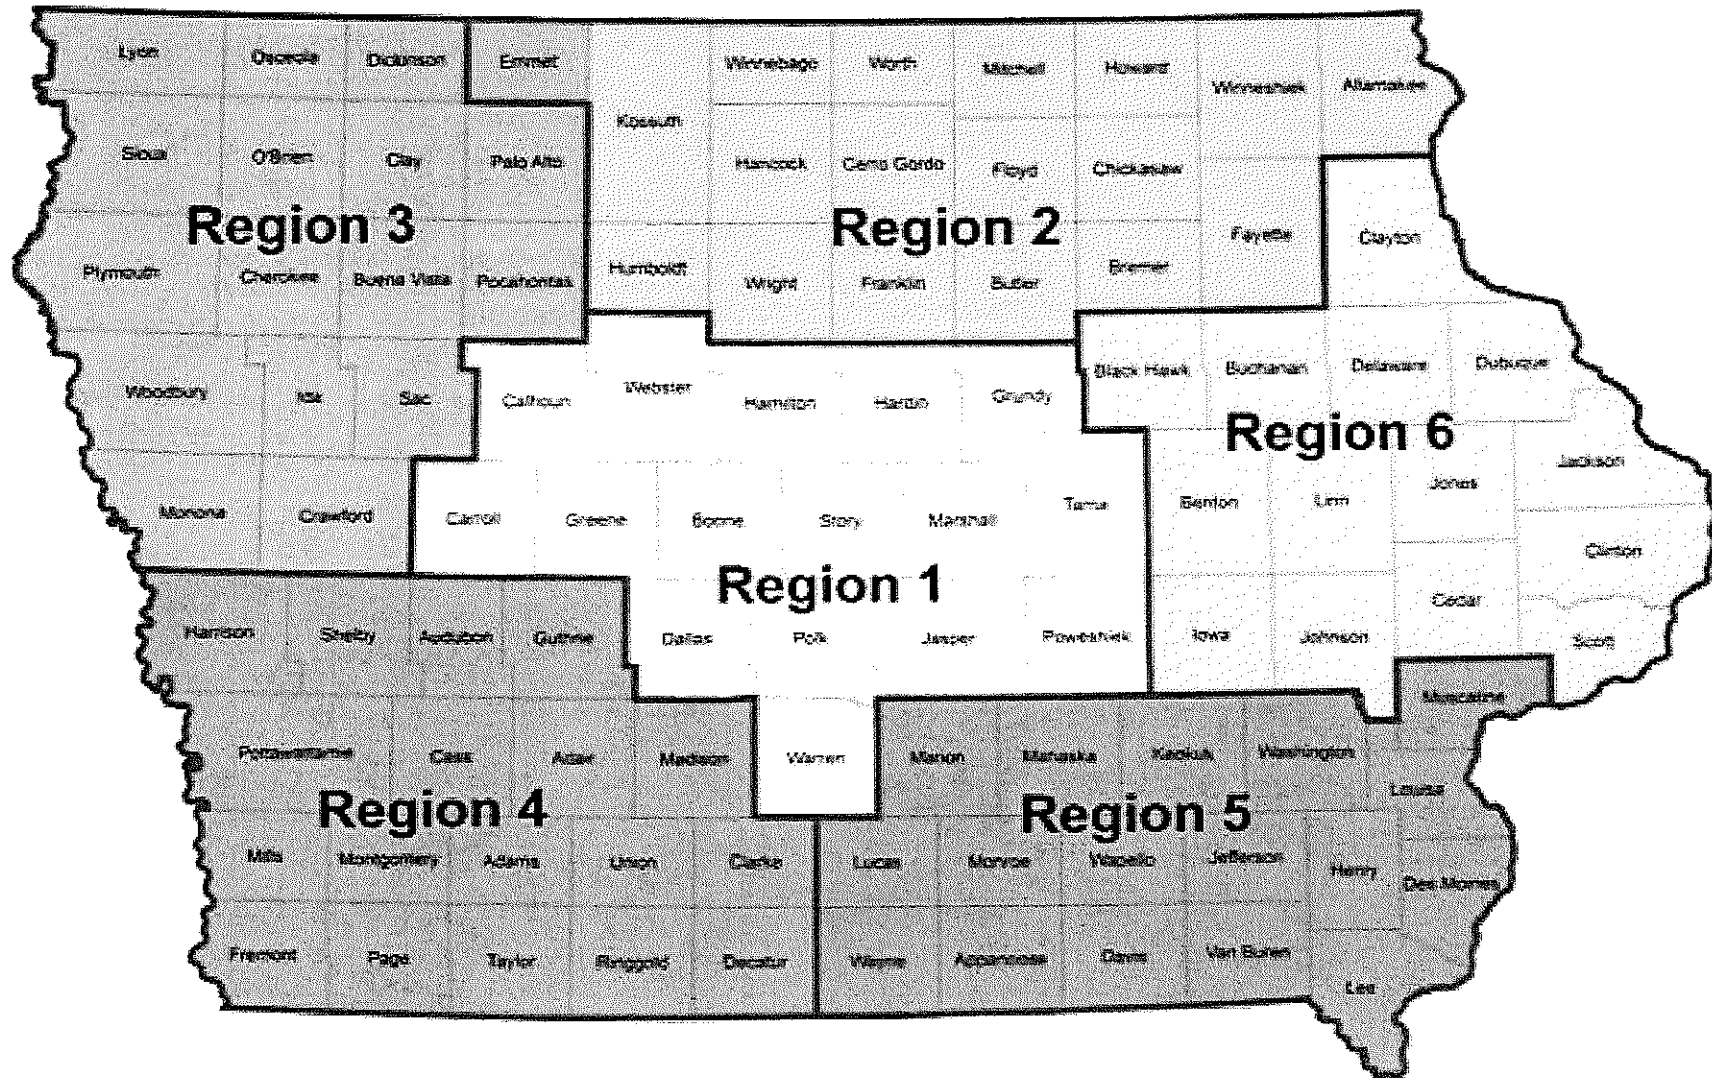 Lyon Osceola Dickinson Emmet Winnebago Worth Mitchell Howard Winneshiek Allamakee
Kossuth
Sioux O'Brien Clay Palo Alto Hancock Cerro Gordo Floyd Chickasaw
Region 3 Region 2
Fayette Clayton
Plymouth Cherokee Buena Vista Pocahontas Humboldt Wright Franklin Butler Bremer
Woodbury Ida Sac Calhoun Webster Hamilton Hardin Grundy Black Hawk Buchanan Delaware Dubuque
Region 6
Jackson
Monona Crawford Carroll Greene Boone Story Marshall Tama Benton Linn Jones
Clinton
Region 1
Cedar
Harrison Shelby Audubon Guthrie Dallas Polk Jasper Poweshiek Iowa Johnson Scott
Muscatine
Pottawattamie Cass Adair Madison Warren Marion Mahaska Keokuk Washington
Louisa
Region 4 Region 5
Mills Montgomery Adams Union Clarke Lucas Monroe Wapello Jefferson Henry Des Moines
Fremont Page Taylor Ringgold Decatur Wayne Appanoose Davis Van Buren
Lee